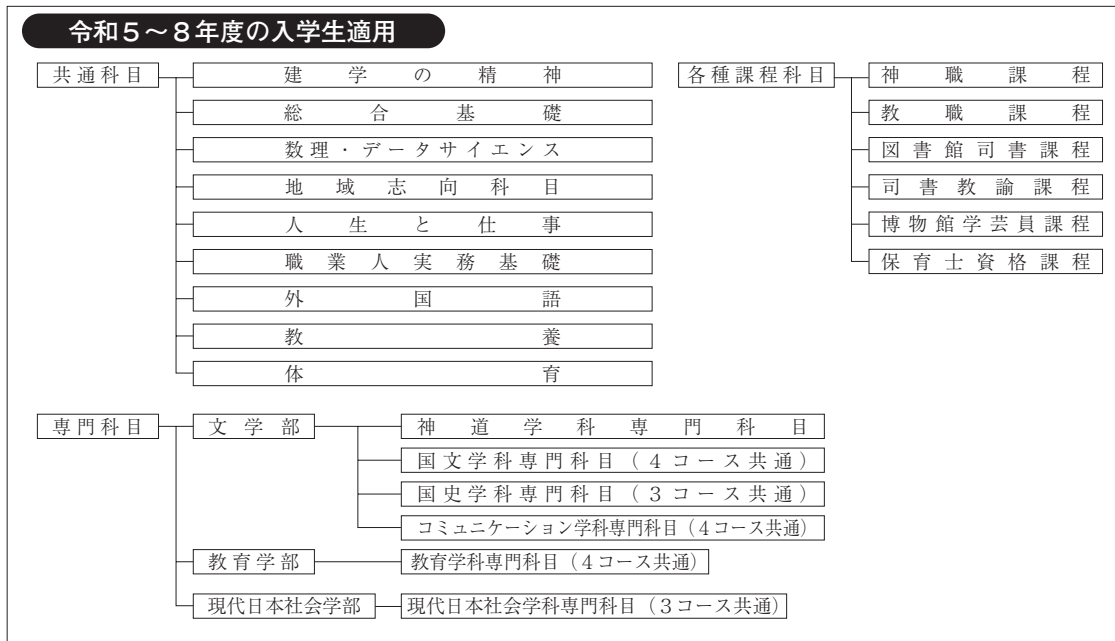 令和5~8年度の入学生適用
共通科目
建学の精神
総合基礎
数理・データサイエンス
地域志向科目
人生と仕事
職業人実務基礎
外国語
教養
体育
各種課程科目
神職課程
教職課程
図書館司書課程
司書教諭課程
博物館学芸員課程
保育士資格課程
専門科目
文学部
神道学科専門科目
国文学科専門科目(4コース共通)
国史学科専門科目(3コース共通)
コミュニケーション学科専門科目(4コース共通)
教育学部
教育学科専門科目(4コース共通)
現代日本社会学部
現代日本社会学科専門科目(3コース共通)